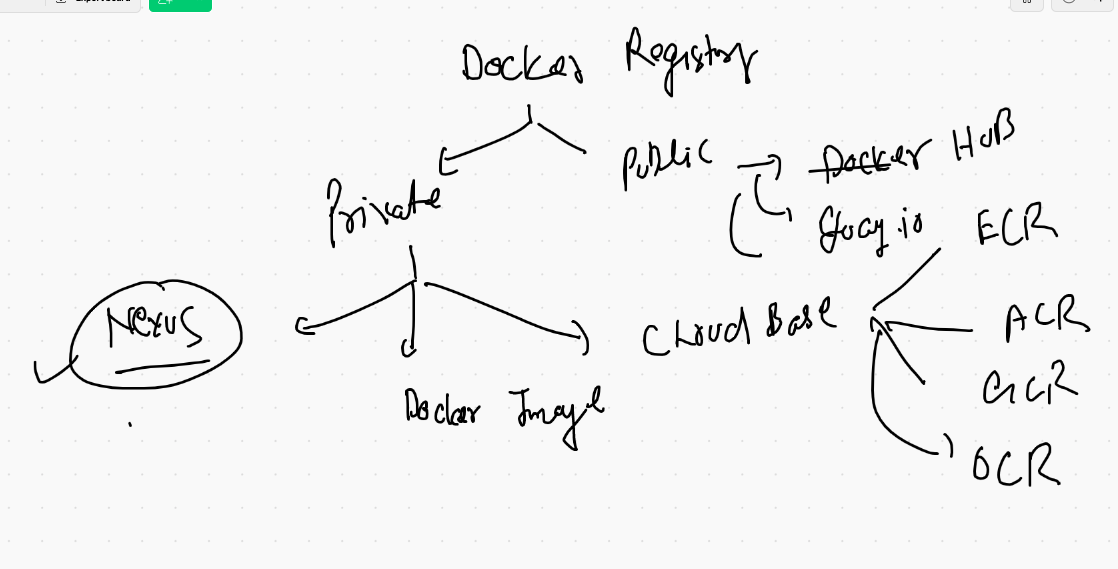 Docker Registry
Private
Public
Docker HUB
Quay.io
Nexus
Docker Image
Cloud Base
ECR
ACR
GCR
OCR